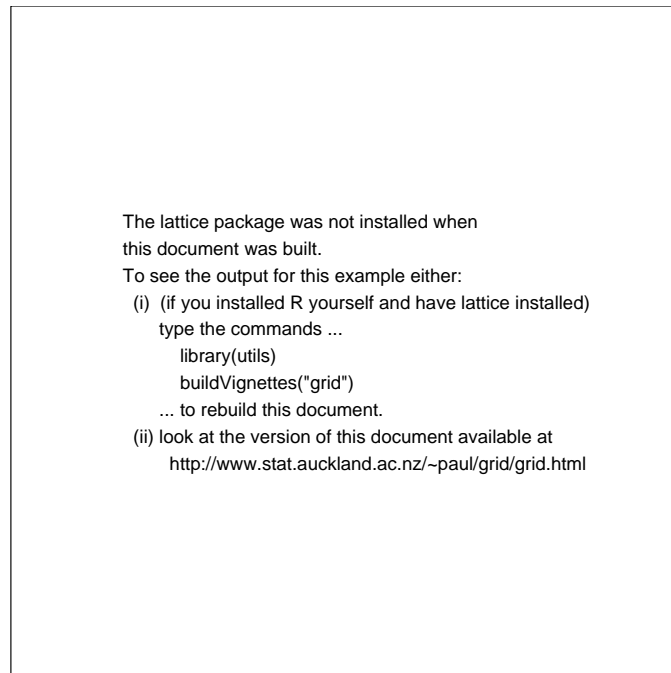 The lattice package was not installed when
this document was built.
To see the output for this example either:
(i) (if you installed R yourself and have lattice installed)
type the commands ...
library(utils)
buildVignettes("grid")
... to rebuild this document.
(ii) look at the version of this document available at
http://www.stat.auckland.ac.nz/~paul/grid/grid.html